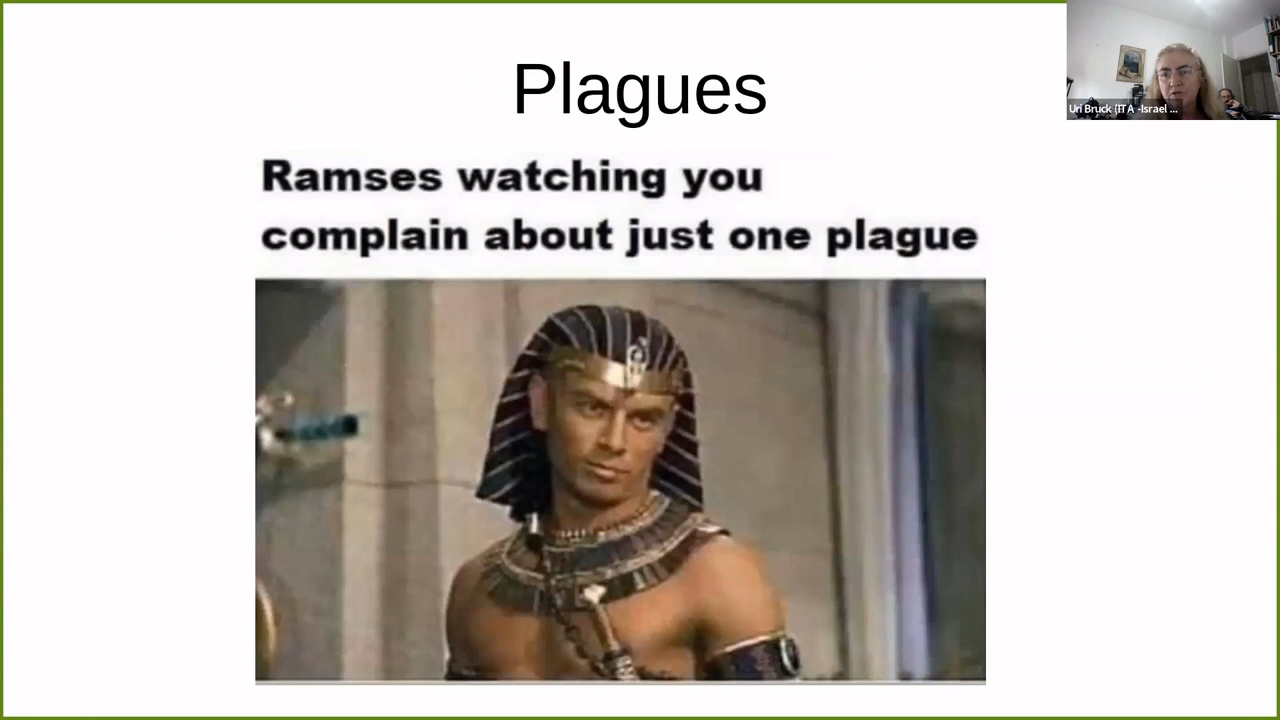 Plagues
Ramses watching you
complain about just one plague
Uri Bruck (ITA -Israel ...